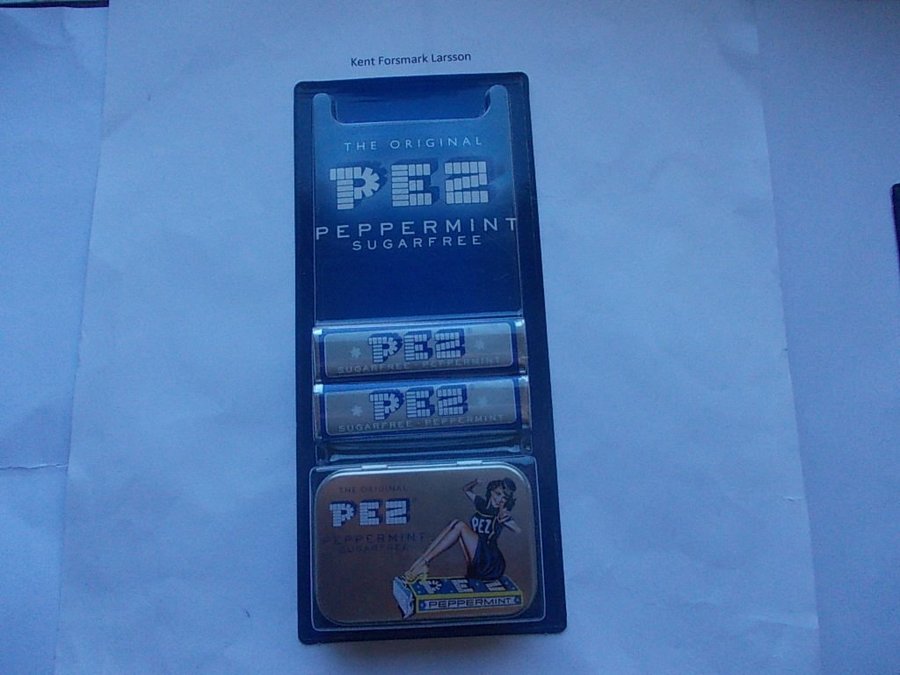 Kent Forsmark Larsson
THE ORIGINAL
PEZ
PEPPERMINT
SUGARFREE
PEZ
SUGARFREE - PEPPERMINT
PEZ
SUGARFREE - PEPPERMINT
THE ORIGINAL
PEZ
PEPPERMINT
SUGARFREE
PEZ
PEZ
PEPPERMINT